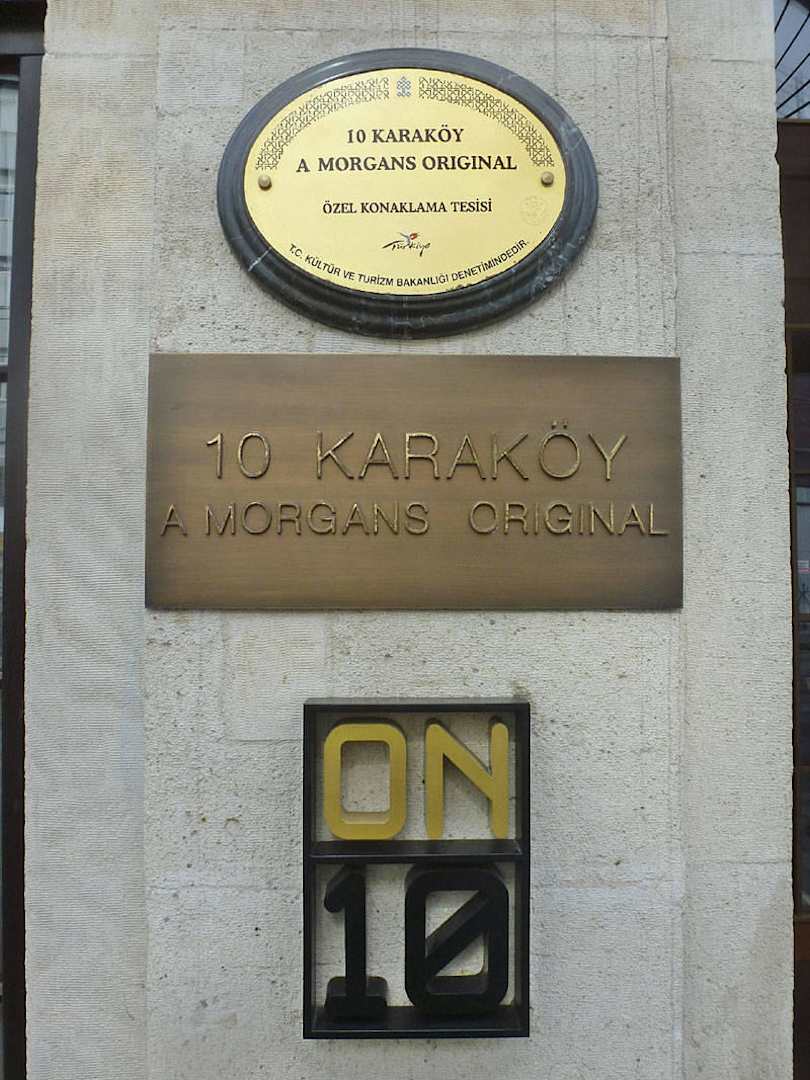 10 KARAKÖY
A MORGANS ORIGINAL
ÖZEL KONAKLAMA TESİSİ
Türkiye
T.C. KÜLTÜR VE TURİZM BAKANLIĞI DENETİMİNDEDİR.
10 KARAKÖY
A MORGANS ORIGINAL
ON
10